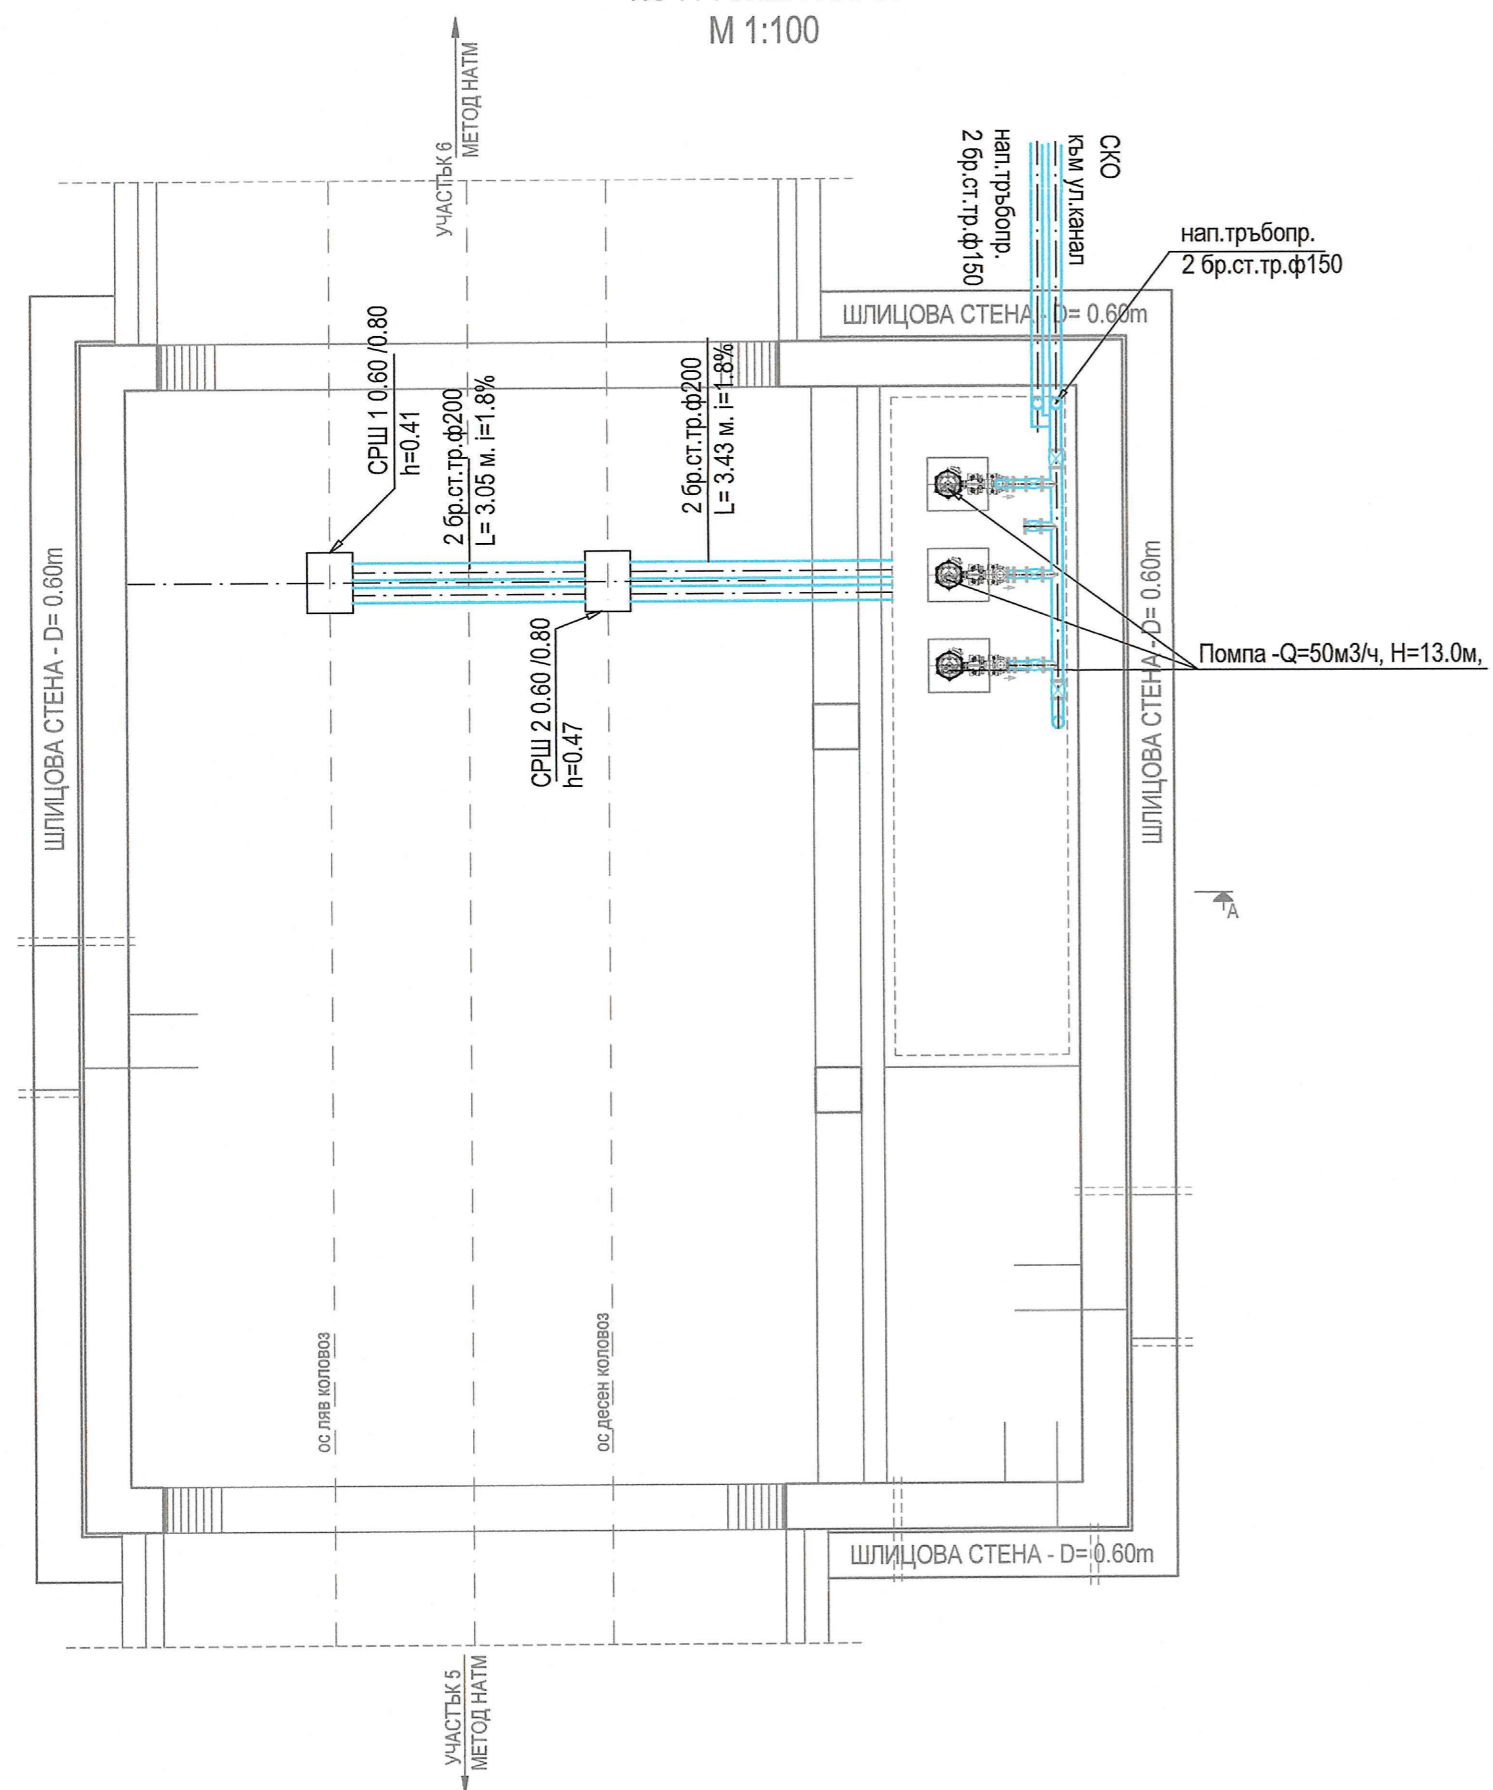 М 1:100
УЧАСТЪК 6
МЕТОД НАТМ
СКО
към ул.канал
нап.тръбопр.
2 бр.ст.тр.ф150
нап.тръбопр.
2 бр.ст.тр.ф150
ШЛИЦОВА СТЕНА - D= 0.60m
СРШ 1 0.60 /0.80
h=0.41
2 бр.ст.тр.ф200
L= 3.05 м. i=1.8%
2 бр.ст.тр.ф200
L= 3.43 м. i=1.8%
ШЛИЦОВА СТЕНА - D= 0.60m
СРШ 2 0.60 /0.80
h=0.47
ШЛИЦОВА СТЕНА - D= 0.60m
Помпа -Q=50м3/ч, Н=13.0м,
А
ос ляв коловоз
ос десен коловоз
ШЛИЦОВА СТЕНА - D= 0.60m
УЧАСТЪК 5
МЕТОД НАТМ